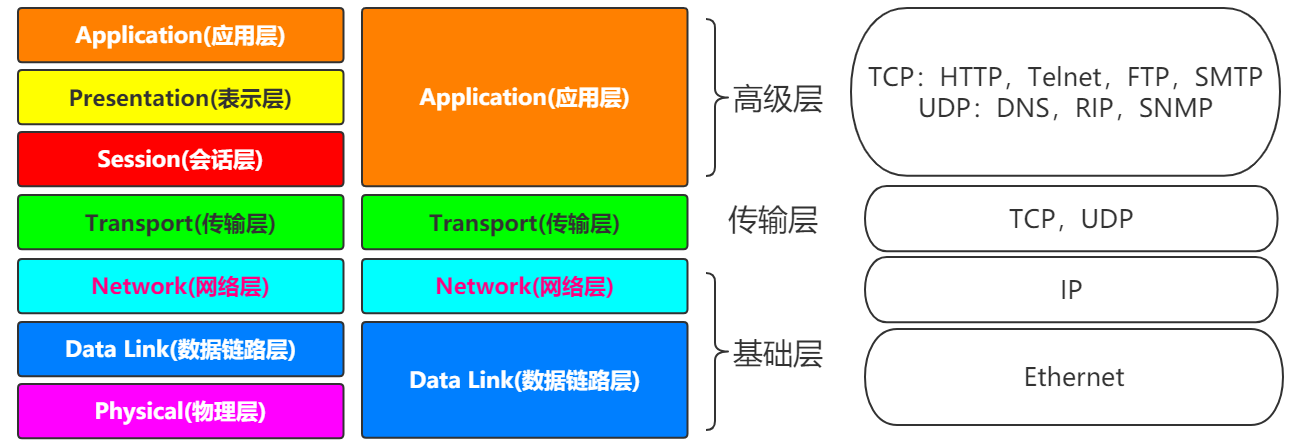 Application(应用层)
Presentation(表示层)
Session(会话层)
Transport(传输层)
Network(网络层)
Data Link(数据链路层)
Physical(物理层)
Application(应用层)
Transport(传输层)
Network(网络层)
Data Link(数据链路层)
高级层
传输层
基础层
TCP：HTTP，Telnet，FTP，SMTP
UDP：DNS，RIP，SNMP
TCP，UDP
IP
Ethernet